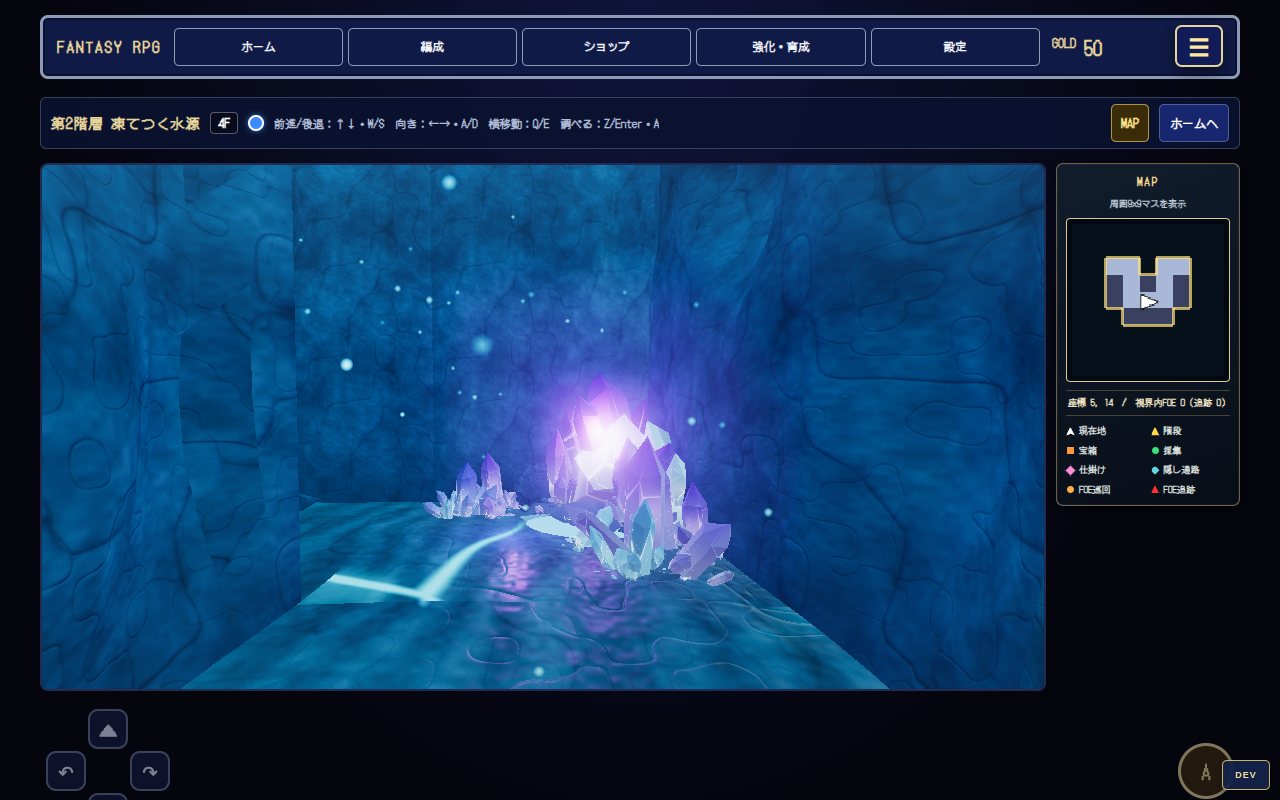 FANTASY RPG
ホーム
編成
ショップ
強化・育成
設定
GOLD 50
第2階層 凍てつく水源
4F
前進/後退：↑↓・W/S 向き：←→・A/D 横移動：Q/E 調べる：Z/Enter・A
MAP
ホームへ
MAP
周囲9x9マスを表示
座標 5, 14 / 視界内FOE 0 (追跡 0)
現在地
階段
宝箱
採集
仕掛け
隠し通路
FOE巡回
FOE追跡
A
DEV